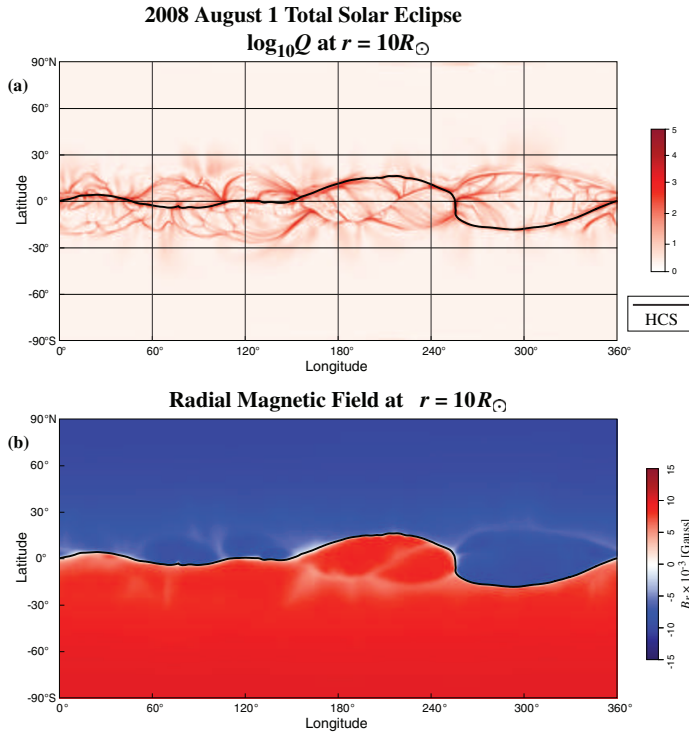 2008 August 1 Total Solar Eclipse
log₁₀Q at r = 10R☉
(a)
90°N
60°
30°
0°
-30°
-60°
-90°S
Latitude
0° 60° 120° 180° 240° 300° 360°
Longitude
5
4
3
2
1
0
HCS
Radial Magnetic Field at r = 10R☉
(b)
90°N
60°
30°
0°
-30°
-60°
-90°S
Latitude
0° 60° 120° 180° 240° 300° 360°
Longitude
15
10
5
0
-5
-10
-15
Bᵣ × 10⁻³ [Gauss]